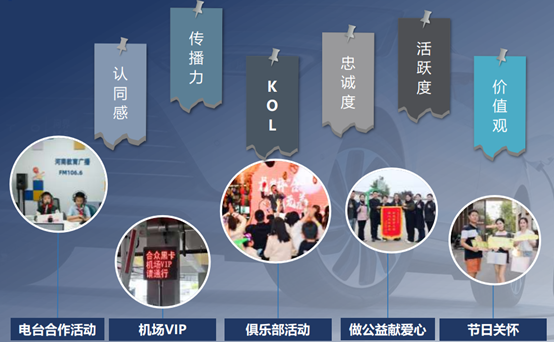 认同感
传播力
KOL
忠诚度
活跃度
价值观
河南教育广播
FM106.6
合众黑卡
机场VIP
请通行
电台合作活动
机场VIP
俱乐部活动
做公益献爱心
节日关怀